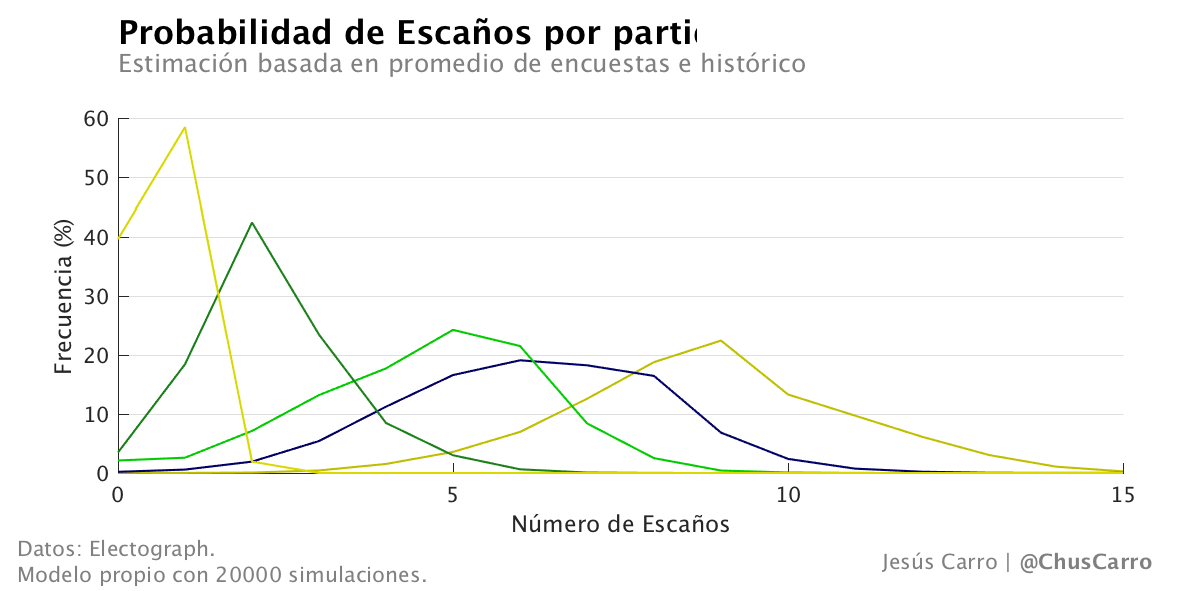 Probabilidad de Escaños por parti
Estimación basada en promedio de encuestas e histórico
60
50
40
30
20
10
0
Frecuencia (%)
0 5 10 15
Número de Escaños
Datos: Electograph.
Modelo propio con 20000 simulaciones.
Jesús Carro | @ChusCarro